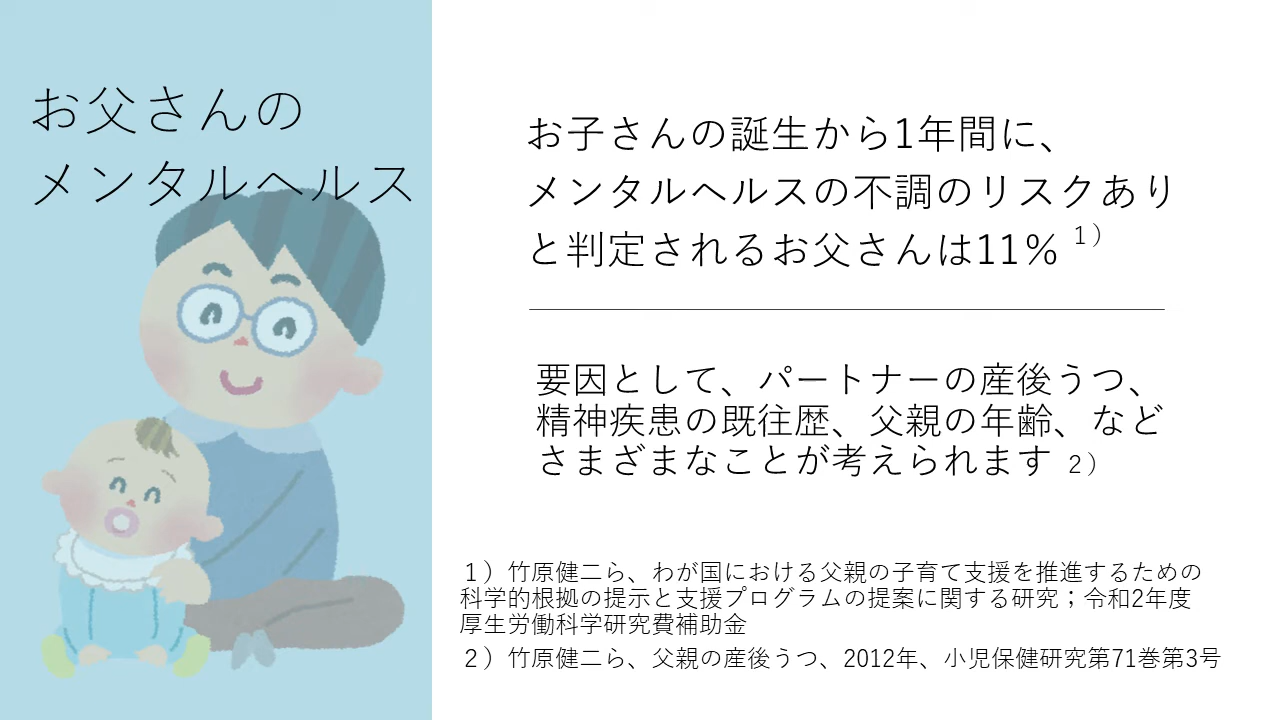 お父さんの
メンタルヘルス
お子さんの誕生から1年間に、
メンタルヘルスの不調のリスクあり
と判定されるお父さんは11% 1）
要因として、パートナーの産後うつ、
精神疾患の既往歴、父親の年齢、など
さまざまなことが考えられます 2）
１）竹原健二ら、わが国における父親の子育て支援を推進するための
科学的根拠の提示と支援プログラムの提案に関する研究；令和2年度
厚生労働科学研究費補助金
２）竹原健二ら、父親の産後うつ、2012年、小児保健研究第71巻第3号